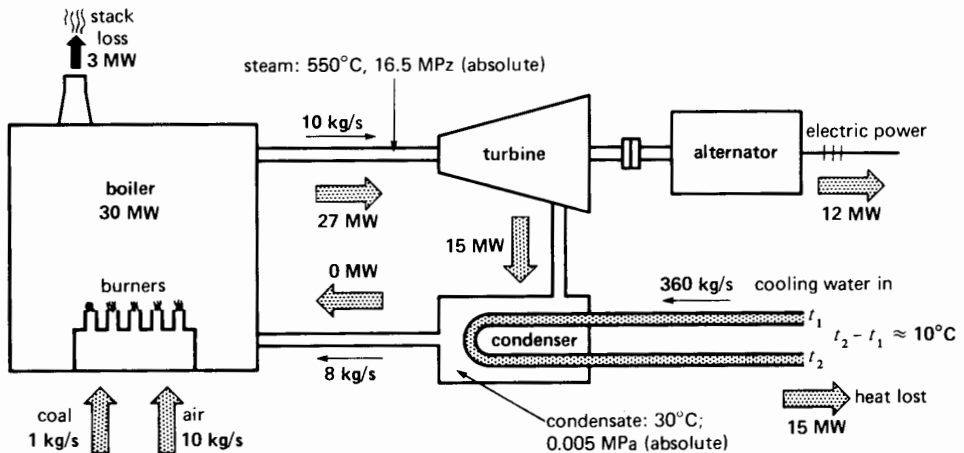 stack
loss
3 MW
steam: 550°C, 16.5 MPz (absolute)
10 kg/s
turbine
alternator
electric power
12 MW
boiler
30 MW
27 MW
15 MW
0 MW
burners
360 kg/s
cooling water in
t₁
t₂ − t₁ ≈ 10°C
t₂
condenser
8 kg/s
heat lost
15 MW
coal
1 kg/s
air
10 kg/s
condensate: 30°C;
0.005 MPa (absolute)